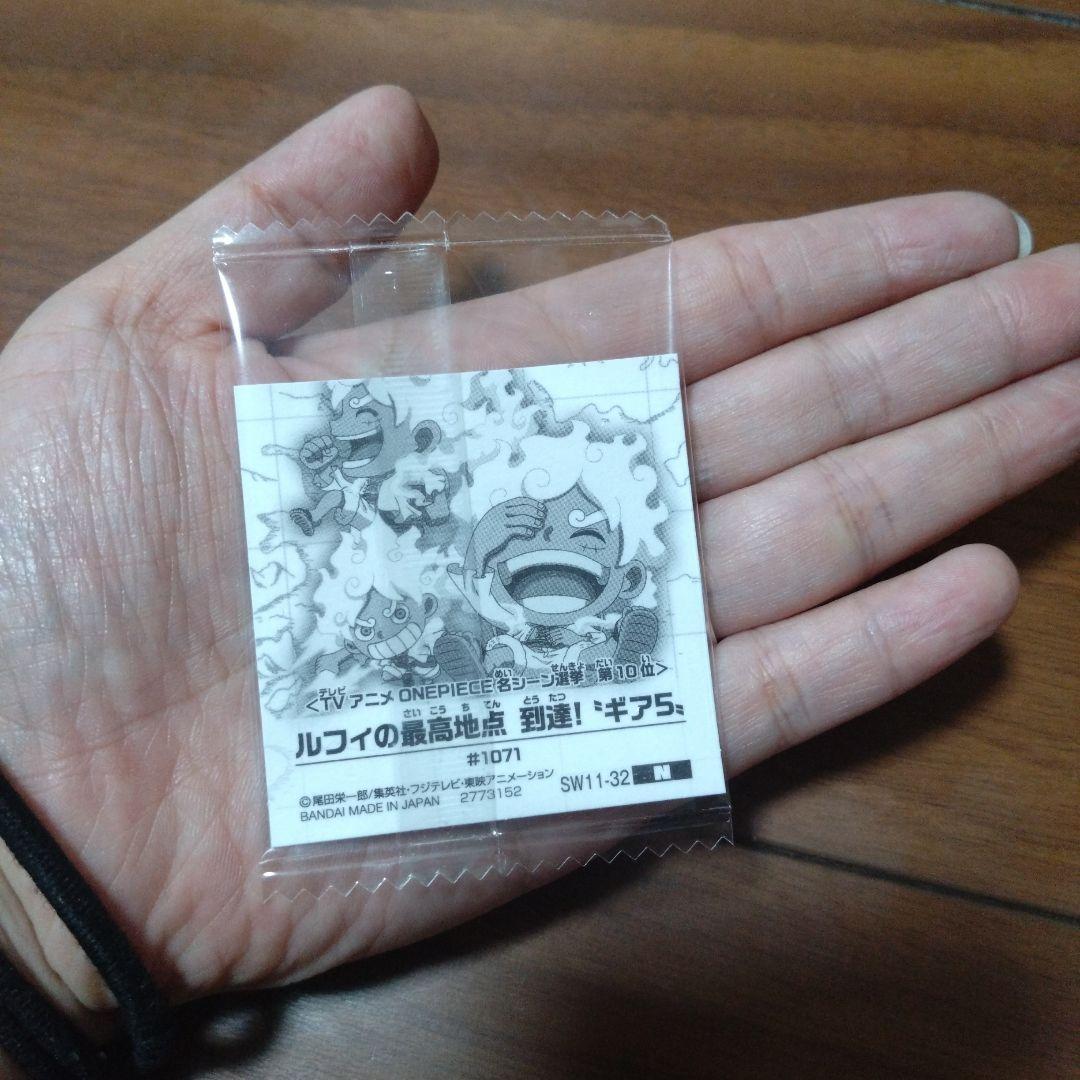 <TVアニメ ONEPIECE 名シーン選挙 第10位>
ルフィの最高地点 到達!〝ギア5〟
#1071
©尾田栄一郎/集英社・フジテレビ・東映アニメーション
BANDAI MADE IN JAPAN 2773152 SW11-32 N